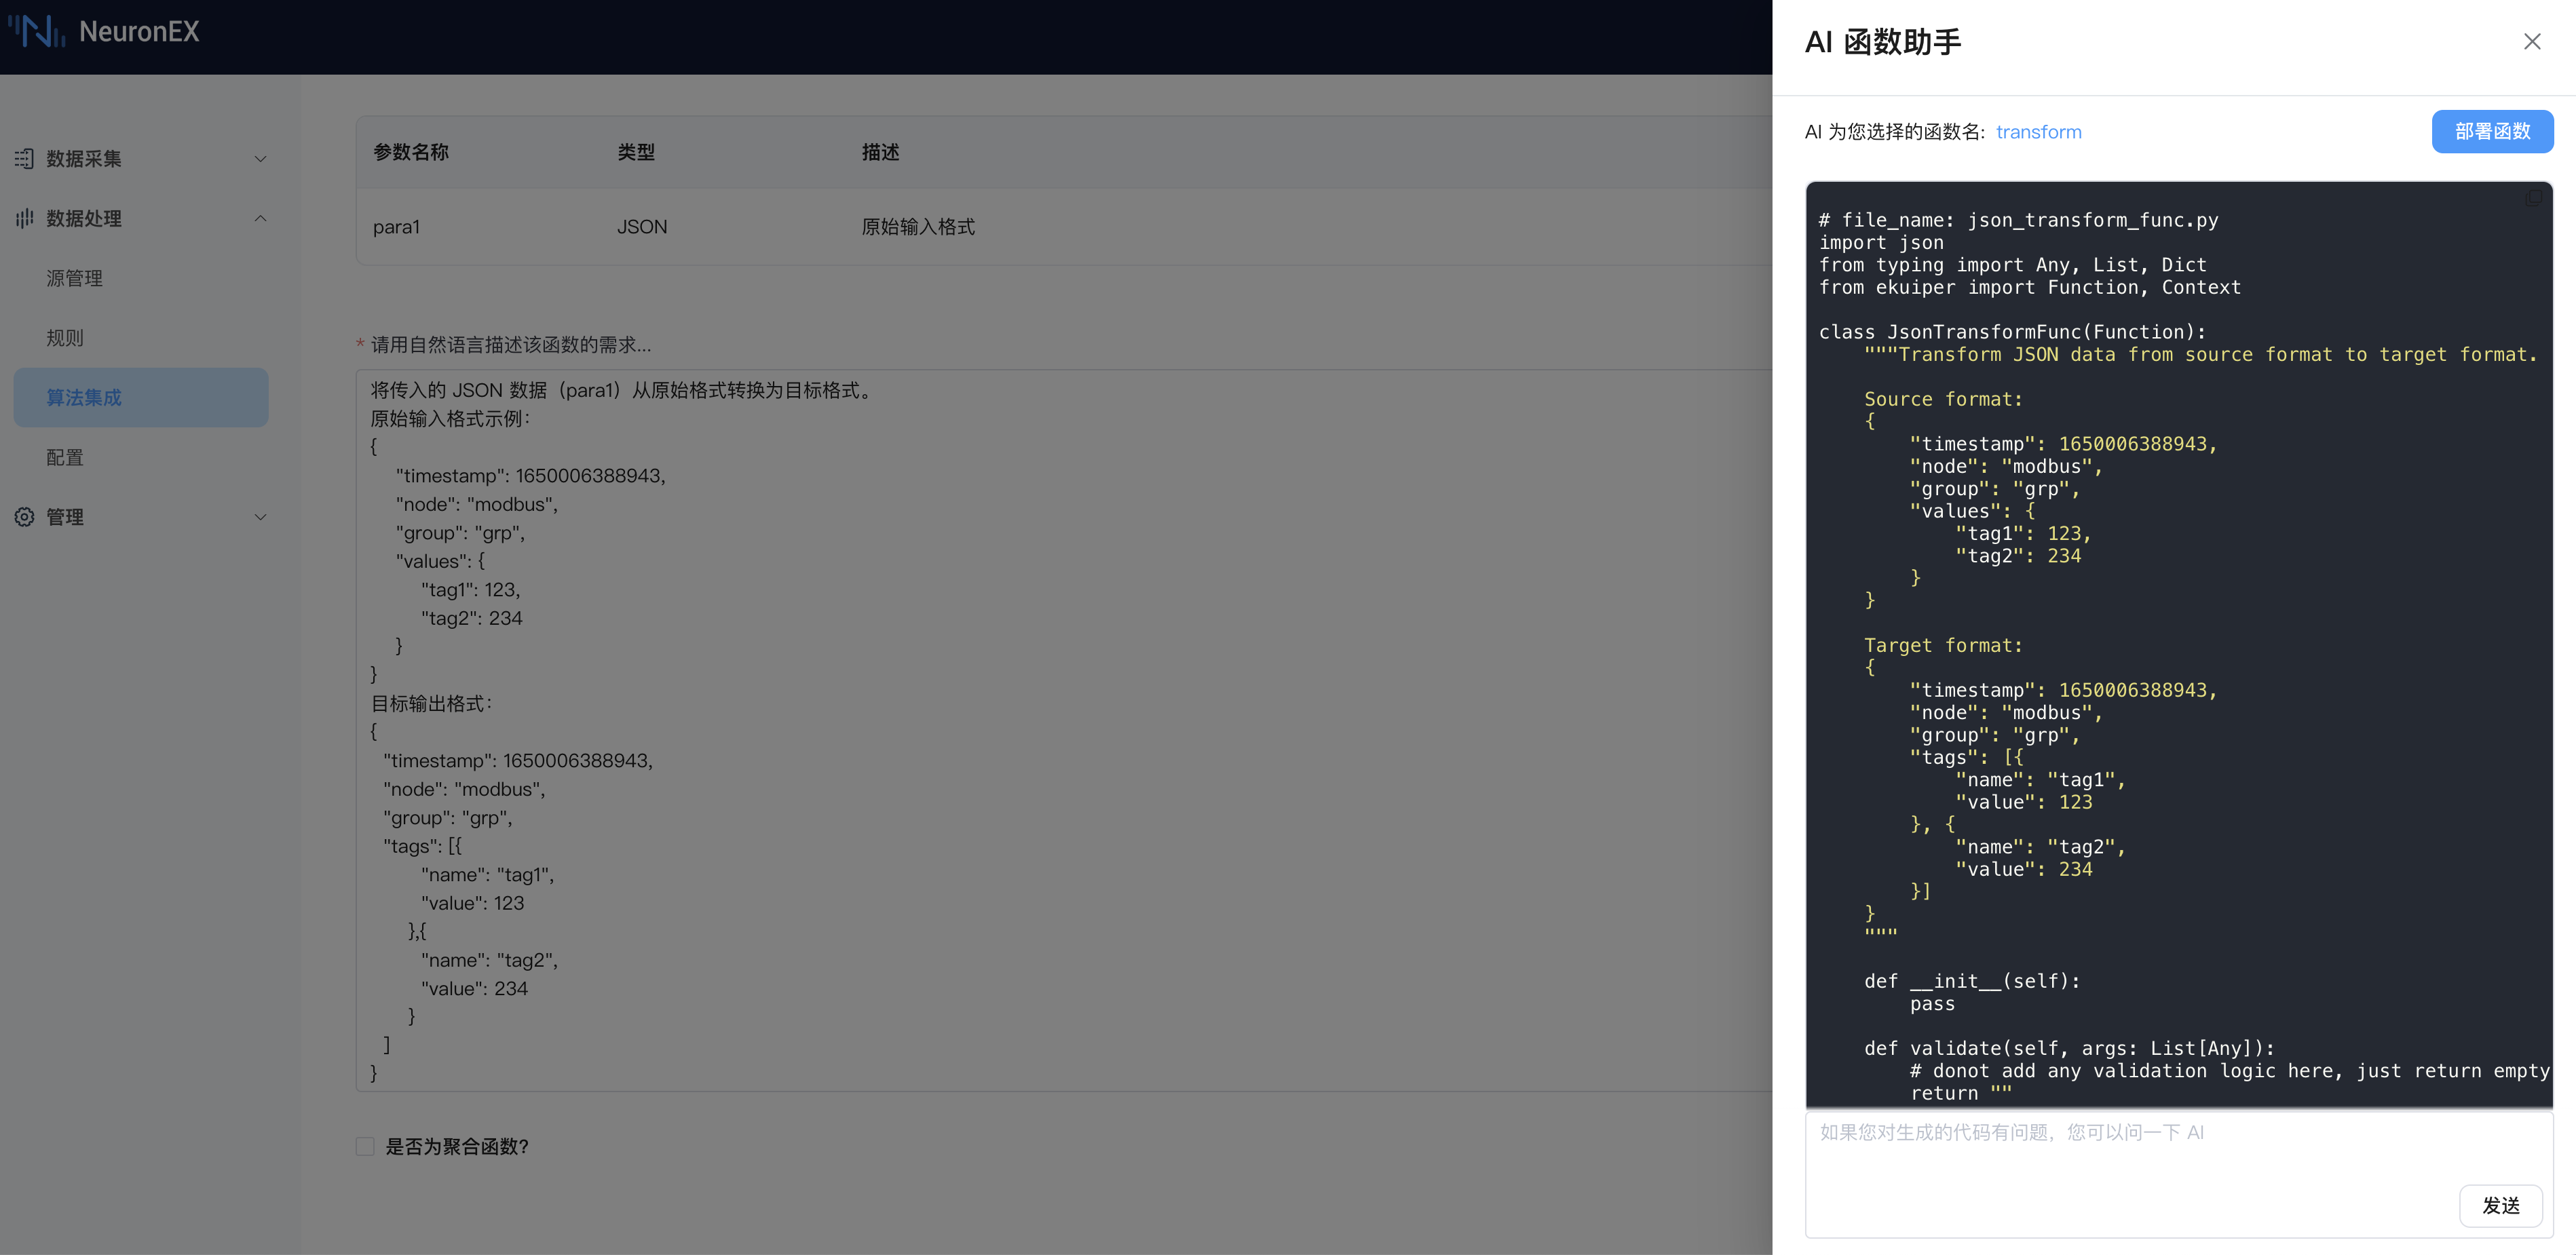 NeuronEX
数据采集
数据处理
源管理
规则
算法集成
配置
管理
参数名称 类型 描述
para1 JSON 原始输入格式
* 请用自然语言描述该函数的需求...
将传入的 JSON 数据（para1）从原始格式转换为目标格式。
原始输入格式示例：
{
"timestamp": 1650006388943,
"node": "modbus",
"group": "grp",
"values": {
"tag1": 123,
"tag2": 234
}
}
目标输出格式：
{
"timestamp": 1650006388943,
"node": "modbus",
"group": "grp",
"tags": [{
"name": "tag1",
"value": 123
},{
"name": "tag2",
"value": 234
}
]
}
是否为聚合函数?
AI 函数助手
AI 为您选择的函数名: transform
部署函数
# file_name: json_transform_func.py
import json
from typing import Any, List, Dict
from ekuiper import Function, Context
class JsonTransformFunc(Function):
"""Transform JSON data from source format to target format.
Source format:
{
"timestamp": 1650006388943,
"node": "modbus",
"group": "grp",
"values": {
"tag1": 123,
"tag2": 234
}
}
Target format:
{
"timestamp": 1650006388943,
"node": "modbus",
"group": "grp",
"tags": [{
"name": "tag1",
"value": 123
}, {
"name": "tag2",
"value": 234
}]
}
"""
def __init__(self):
pass
def validate(self, args: List[Any]):
# donot add any validation logic here, just return empty
return ""
如果您对生成的代码有问题，您可以问一下 AI
发送